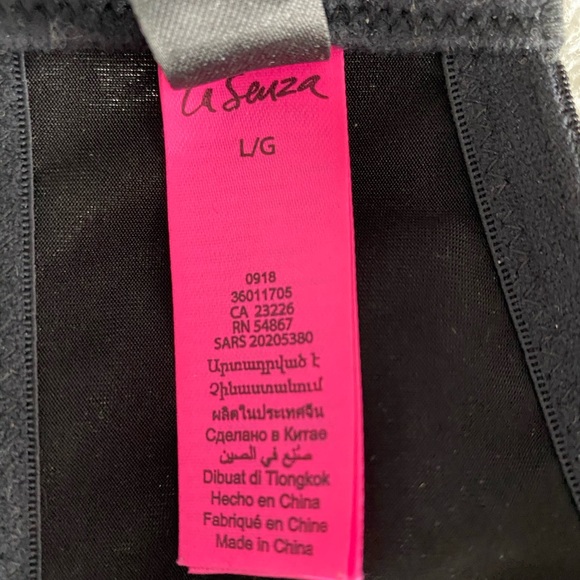 la Senza
L/G
0918
36011705
CA 23226
RN 54867
SARS 20205380
Արտադրված է
Չինաստանում
ผลิตในประเทศจีน
Сделано в Китае
صنع في الصين
Dibuat di Tiongkok
Hecho en China
Fabriqué en Chine
Made in China